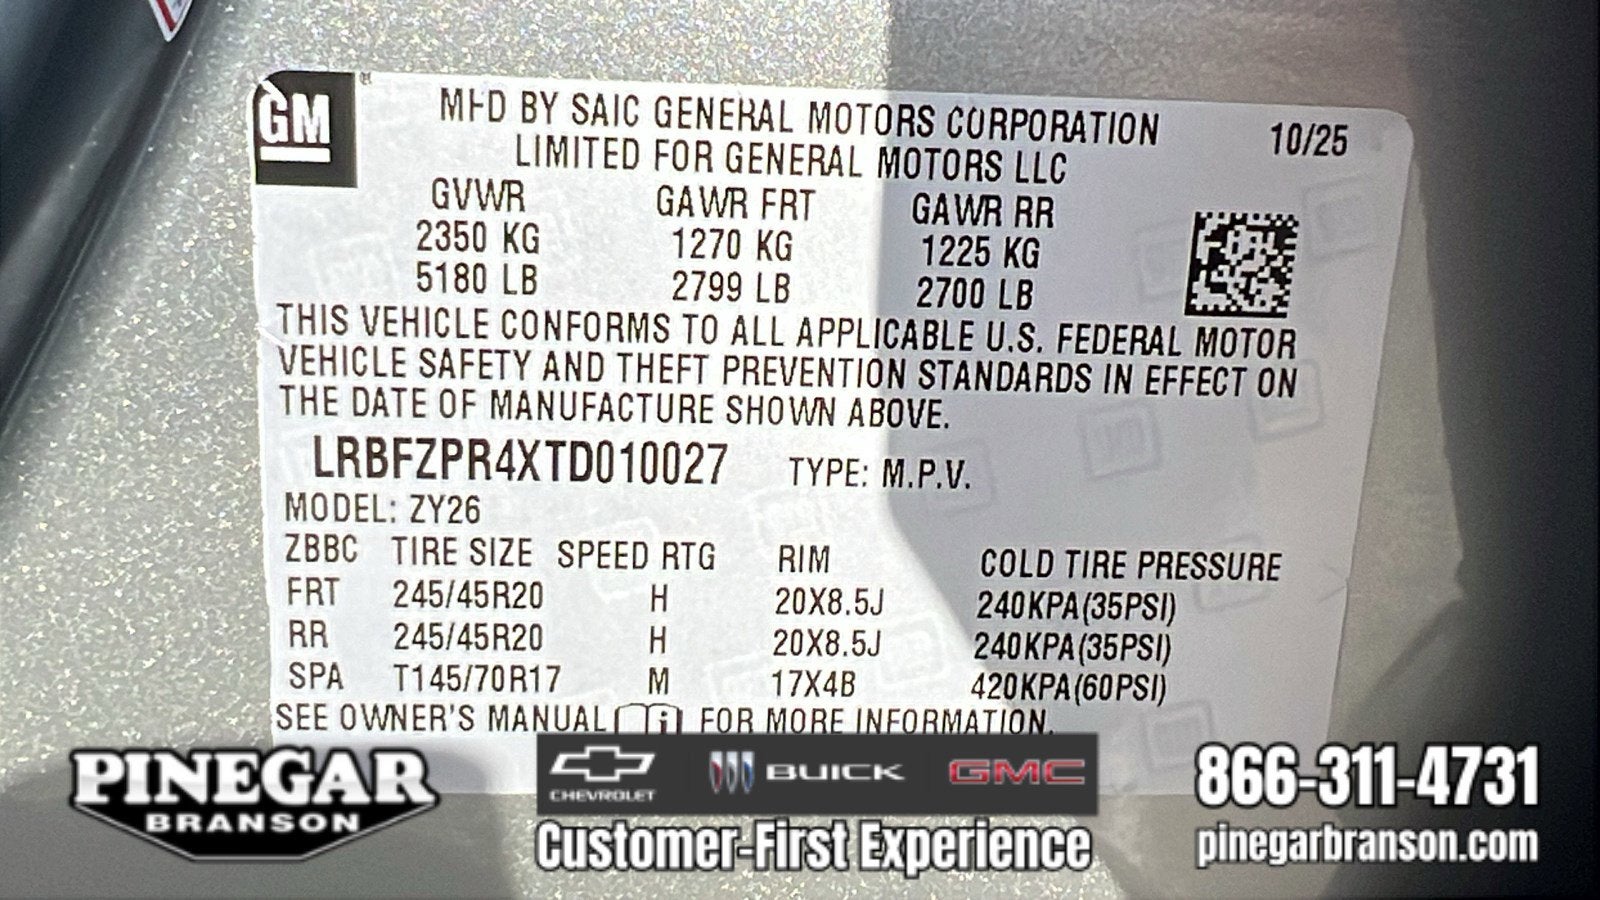 GM
MFD BY SAIC GENERAL MOTORS CORPORATION 10/25
LIMITED FOR GENERAL MOTORS LLC
GVWR GAWR FRT GAWR RR
2350 KG 1270 KG 1225 KG
5180 LB 2799 LB 2700 LB
THIS VEHICLE CONFORMS TO ALL APPLICABLE U.S. FEDERAL MOTOR
VEHICLE SAFETY AND THEFT PREVENTION STANDARDS IN EFFECT ON
THE DATE OF MANUFACTURE SHOWN ABOVE.
LRBFZPR4XTD010027 TYPE: M.P.V.
MODEL: ZY26
ZBBC TIRE SIZE SPEED RTG RIM COLD TIRE PRESSURE
FRT 245/45R20 H 20X8.5J 240KPA(35PSI)
RR 245/45R20 H 20X8.5J 240KPA(35PSI)
SPA T145/70R17 M 17X4B 420KPA(60PSI)
SEE OWNER'S MANUAL i FOR MORE INFORMATION.
PINEGAR
BRANSON
CHEVROLET BUICK GMC
Customer-First Experience
866-311-4731
pinegarbranson.com